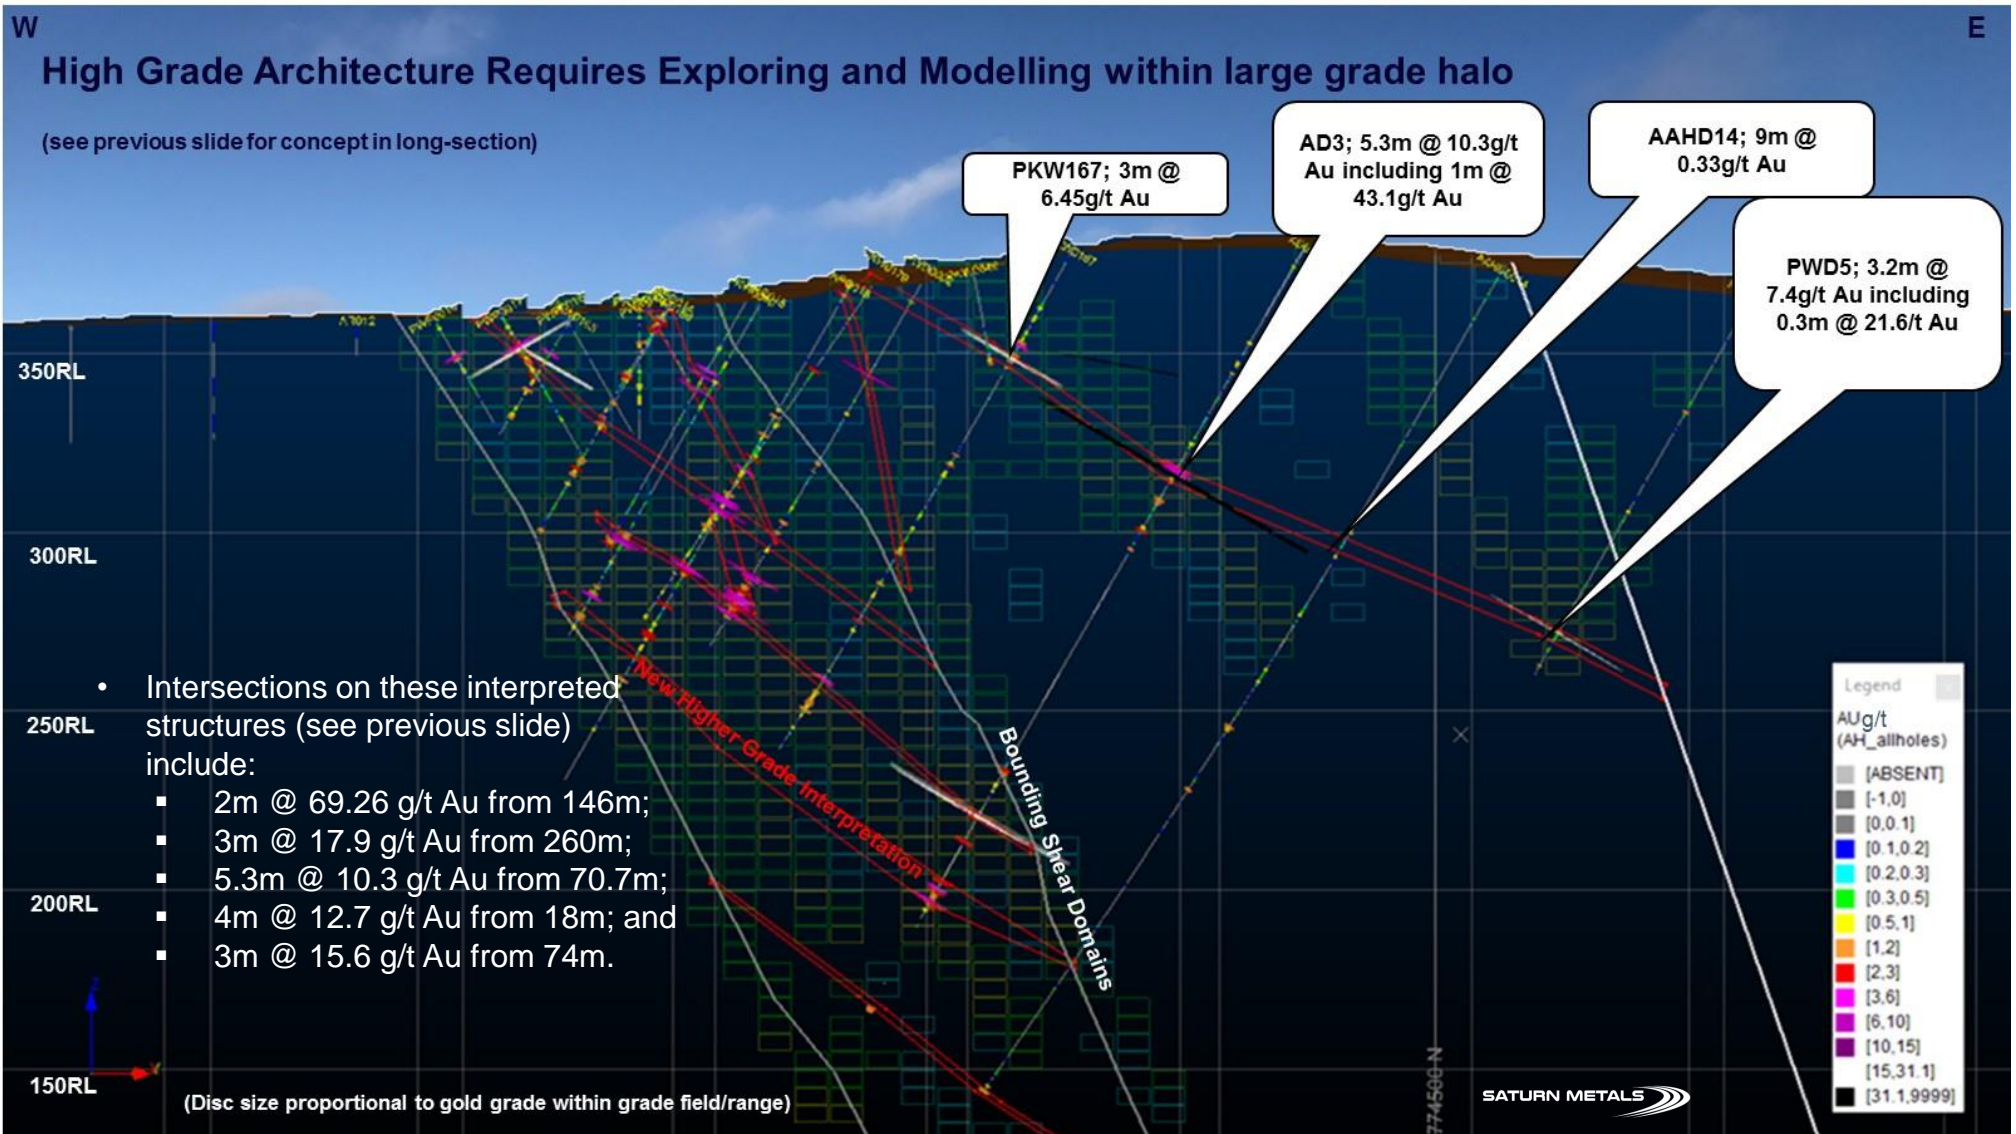 W
E
High Grade Architecture Requires Exploring and Modelling within large grade halo
(see previous slide for concept in long-section)
PKW167; 3m @
6.45g/t Au
AD3; 5.3m @ 10.3g/t
Au including 1m @
43.1g/t Au
AAHD14; 9m @
0.33g/t Au
PWD5; 3.2m @
7.4g/t Au including
0.3m @ 21.6/t Au
350RL
300RL
250RL
200RL
150RL
• Intersections on these interpreted
structures (see previous slide)
include:
▪ 2m @ 69.26 g/t Au from 146m;
▪ 3m @ 17.9 g/t Au from 260m;
▪ 5.3m @ 10.3 g/t Au from 70.7m;
▪ 4m @ 12.7 g/t Au from 18m; and
▪ 3m @ 15.6 g/t Au from 74m.
New Higher Grade Interpretation
Bounding Shear Domains
Legend
AUg/t
(AH_allholes)
[ABSENT]
[-1,0]
[0,0.1]
[0.1,0.2]
[0.2,0.3]
[0.3,0.5]
[0.5,1]
[1,2]
[2,3]
[3,6]
[6,10]
[10,15]
[15,31.1]
[31.1,9999]
Z
(Disc size proportional to gold grade within grade field/range)
SATURN METALS